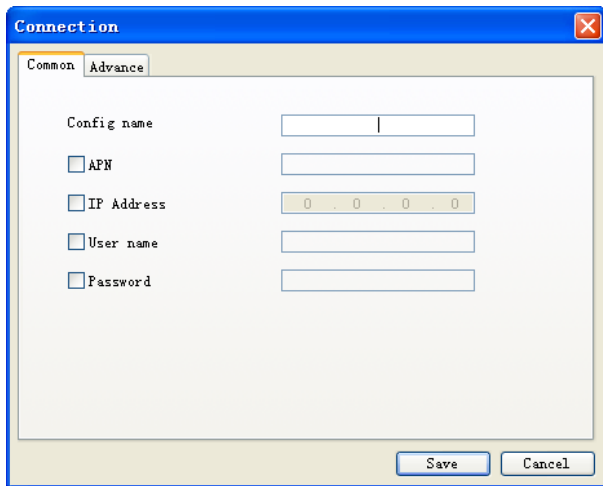 Connection
Common Advance
Config name
APN
IP Address 0 . 0 . 0 . 0
User name
Password
Save Cancel